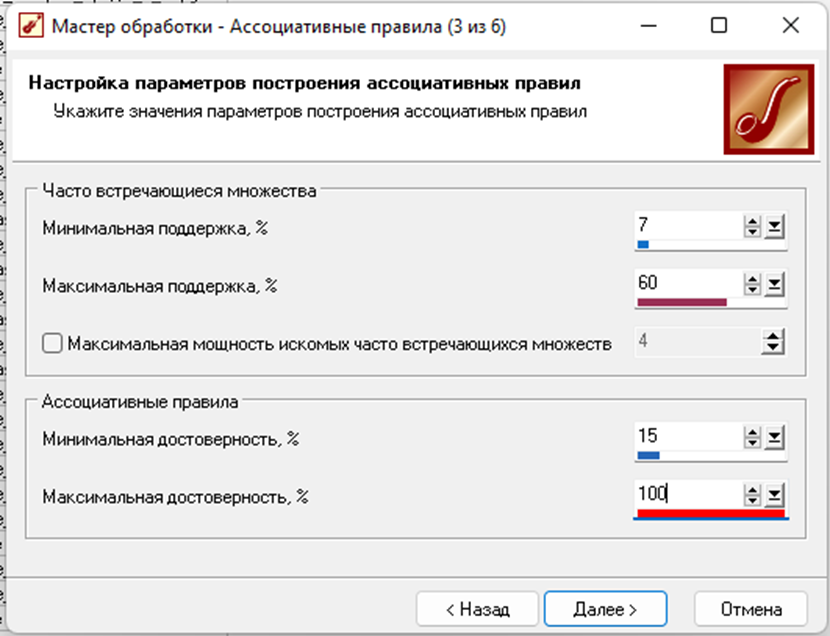 Мастер обработки - Ассоциативные правила (3 из 6)
Настройка параметров построения ассоциативных правил
Укажите значения параметров построения ассоциативных правил
Часто встречающиеся множества
Минимальная поддержка, % 7
Максимальная поддержка, % 60
Максимальная мощность искомых часто встречающихся множеств 4
Ассоциативные правила
Минимальная достоверность, % 15
Максимальная достоверность, % 100
< Назад Далее > Отмена